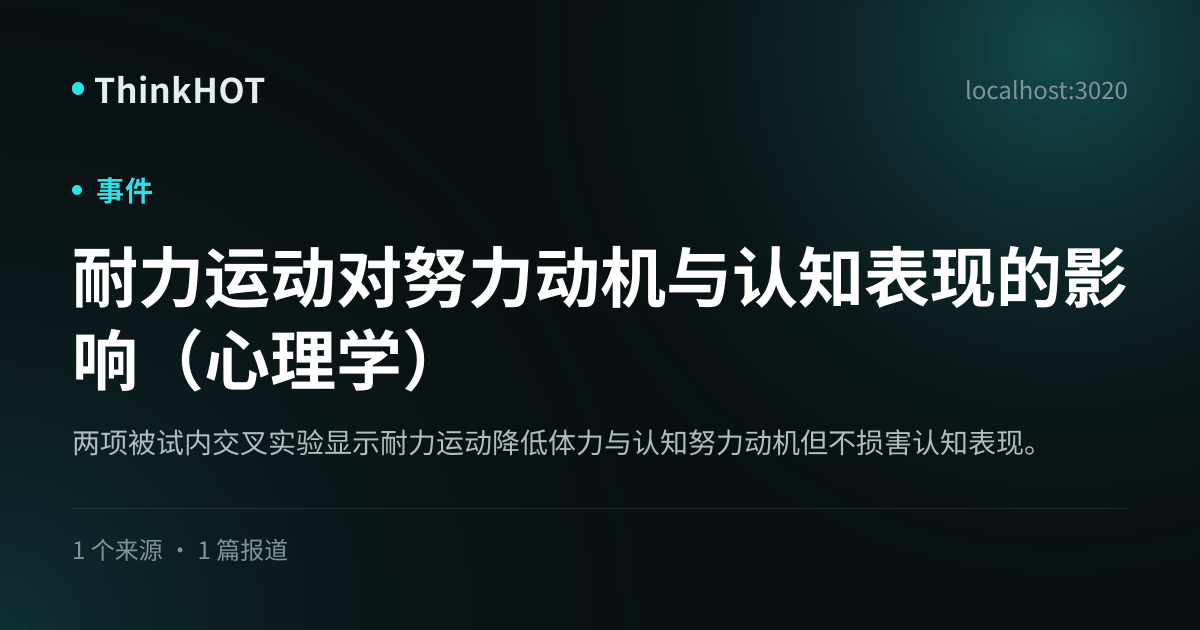 ThinkHOT
localhost:3020
事件
耐力运动对努力动机与认知表现的影
响（心理学）
两项被试内交叉实验显示耐力运动降低体力与认知努力动机但不损害认知表现。
1 个来源 · 1 篇报道